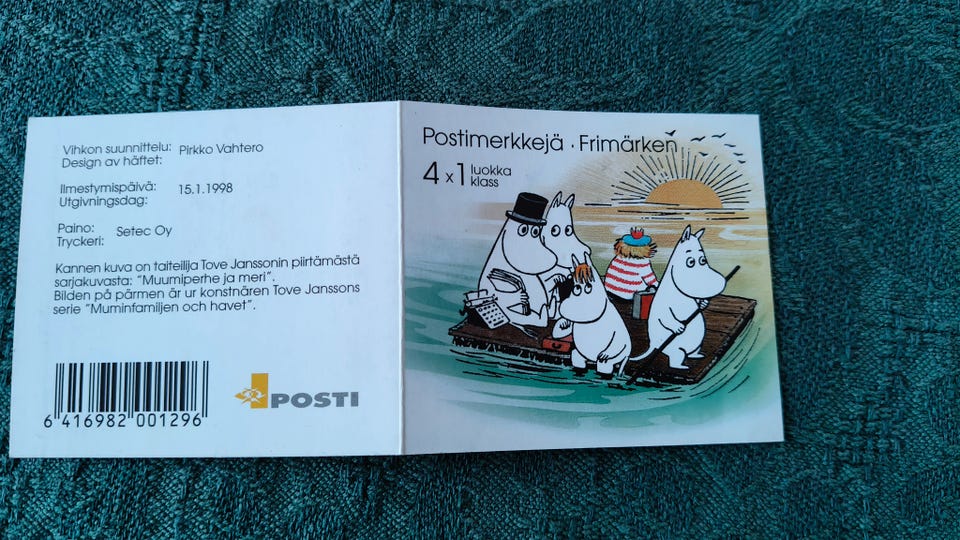 Vihkon suunnittelu: Pirkko Vahtero
Design av häftet:
Ilmestymispäivä: 15.1.1998
Utgivningsdag:
Paino: Setec Oy
Tryckeri:
Kannen kuva on taiteilija Tove Janssonin piirtämästä
sarjakuvasta: "Muumiperhe ja meri".
Bilden på pärmen är ur konstnären Tove Janssons
serie "Muminfamiljen och havet".
6 416982 001296
POSTI
Postimerkkejä · Frimärken
4 x 1 luokka
klass